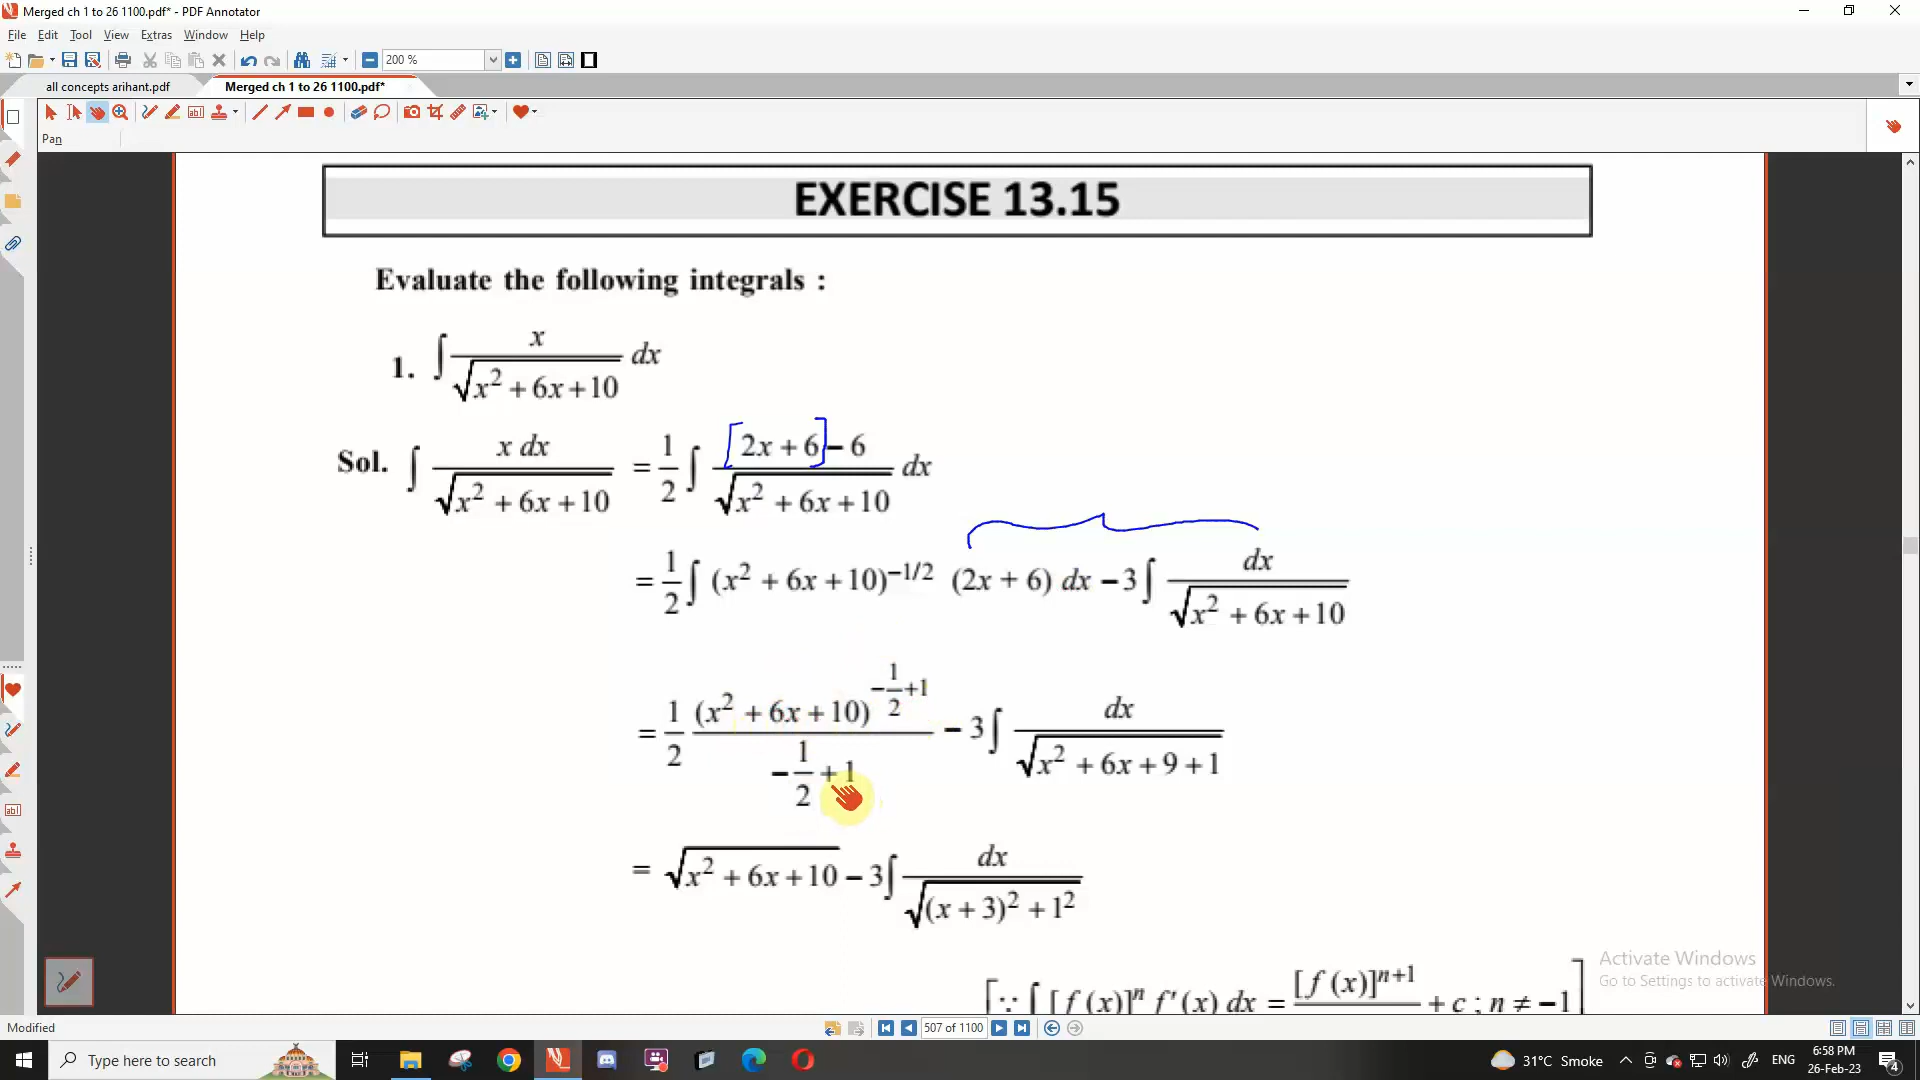 Merged ch 1 to 26 1100.pdf* - PDF Annotator
File Edit Tool View Extras Window Help
200 %
all concepts arihant.pdf
Merged ch 1 to 26 1100.pdf*
Pan
EXERCISE 13.15
Evaluate the following integrals :
1. ∫ x / √(x² + 6x + 10) dx
Sol. ∫ x dx / √(x² + 6x + 10) = 1/2 ∫ [2x + 6] – 6 / √(x² + 6x + 10) dx
= 1/2 ∫ (x² + 6x + 10)^(–1/2) (2x + 6) dx – 3 ∫ dx / √(x² + 6x + 10)
= 1/2 (x² + 6x + 10)^(–1/2 + 1) / (–1/2 + 1) – 3 ∫ dx / √(x² + 6x + 9 + 1)
= √(x² + 6x + 10) – 3 ∫ dx / √((x + 3)² + 1²)
[∵ ∫ [f (x)]ⁿ f′(x) dx = [f (x)]ⁿ⁺¹ + c ; n ≠ –1]
Activate Windows
Go to Settings to activate Windows.
Modified
507 of 1100
Type here to search
31°C Smoke
ENG
6:58 PM
26-Feb-23
4